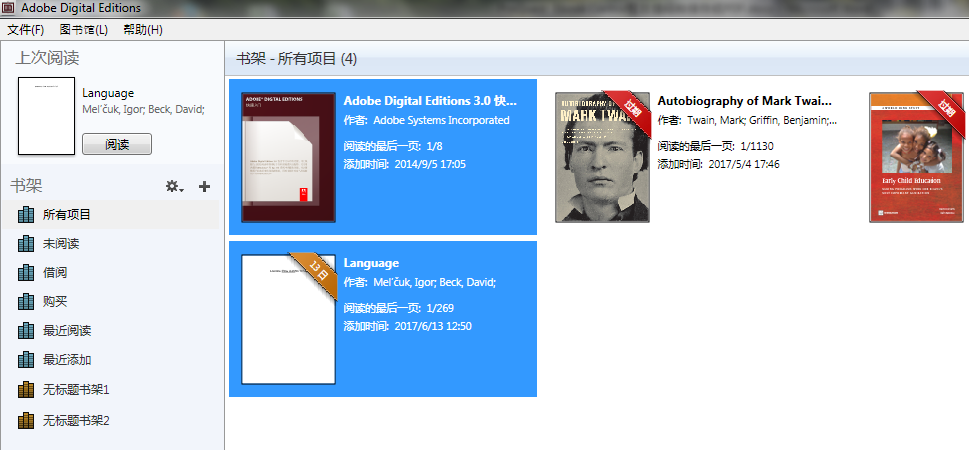 Adobe Digital Editions
文件(F) 图书馆(L) 帮助(H)
上次阅读
Language
Mel'čuk, Igor; Beck, David;
阅读
书架
所有项目
未阅读
借阅
购买
最近阅读
最近添加
无标题书架1
无标题书架2
书架 - 所有项目 (4)
ADOBE® DIGITAL EDITIONS
快速入门
Adobe Digital Editions 3.0 快...
作者: Adobe Systems Incorporated
阅读的最后一页: 1/8
添加时间: 2014/9/5 17:05
AUTOBIOGRAPHY OF
MARK TWA
过期
Autobiography of Mark Twai...
作者: Twain, Mark; Griffin, Benjamin;...
阅读的最后一页: 1/1130
添加时间: 2017/5/4 17:46
过期
Early Child Education
13 日
Language
作者: Mel'čuk, Igor; Beck, David;
阅读的最后一页: 1/269
添加时间: 2017/6/13 12:50